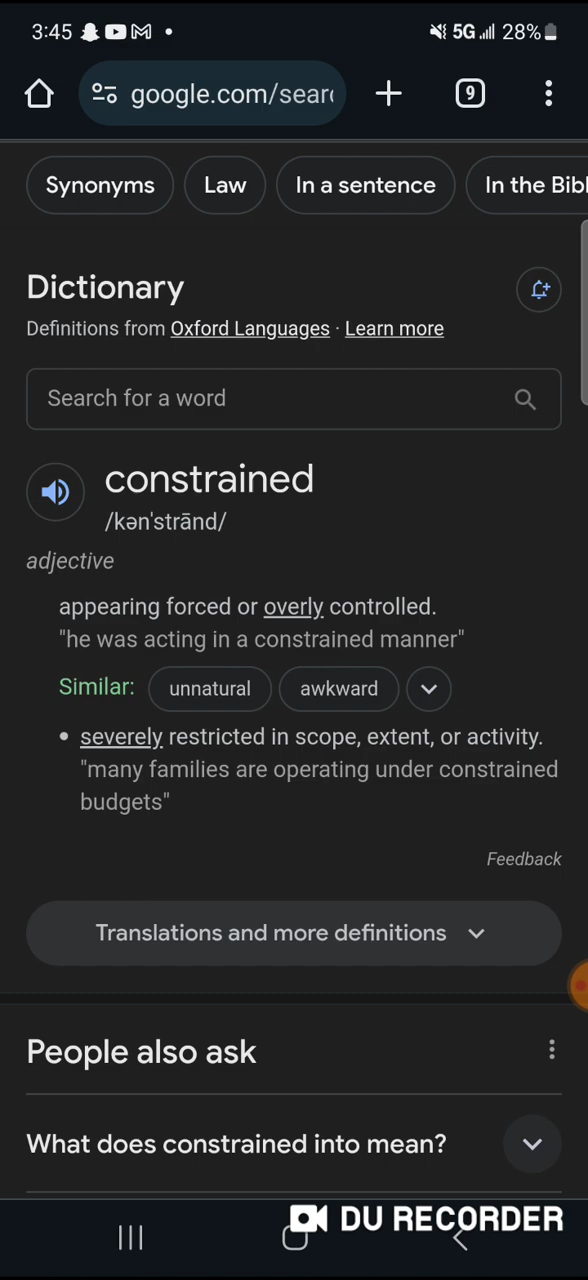 3:45 5G 28%
google.com/sear
9
Synonyms Law In a sentence In the Bibl
Dictionary
Definitions from Oxford Languages · Learn more
Search for a word
constrained
/kən'strānd/
adjective
appearing forced or overly controlled.
"he was acting in a constrained manner"
Similar: unnatural awkward
• severely restricted in scope, extent, or activity.
"many families are operating under constrained
budgets"
Feedback
Translations and more definitions
People also ask
What does constrained into mean?
DU RECORDER